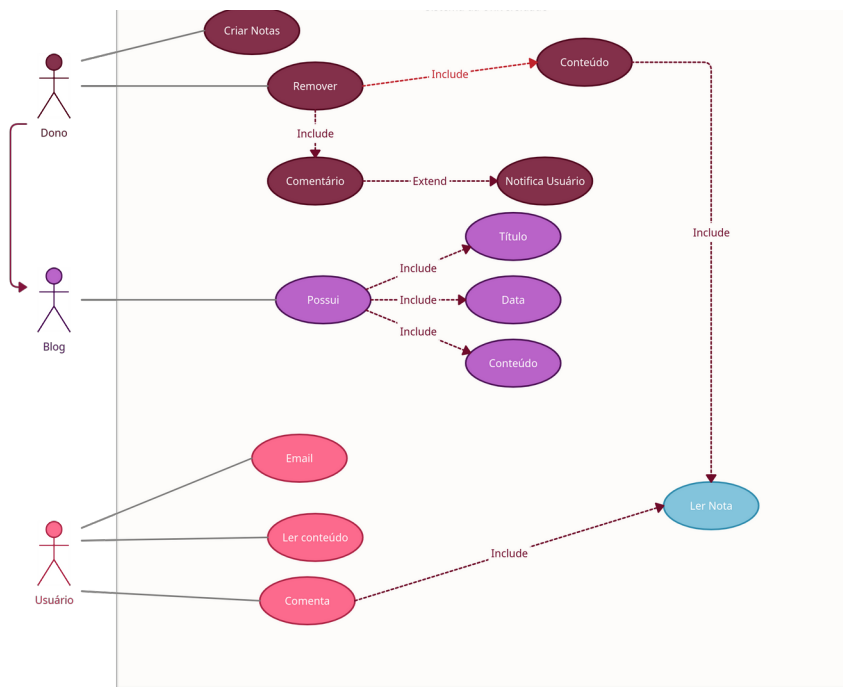 Criar Notas
Remover
Include
Conteúdo
Dono
Include
Comentário
Extend
Notifica Usuário
Include
Título
Include
Possui
Include
Data
Include
Conteúdo
Blog
Email
Ler Nota
Ler conteúdo
Include
Usuário
Comenta